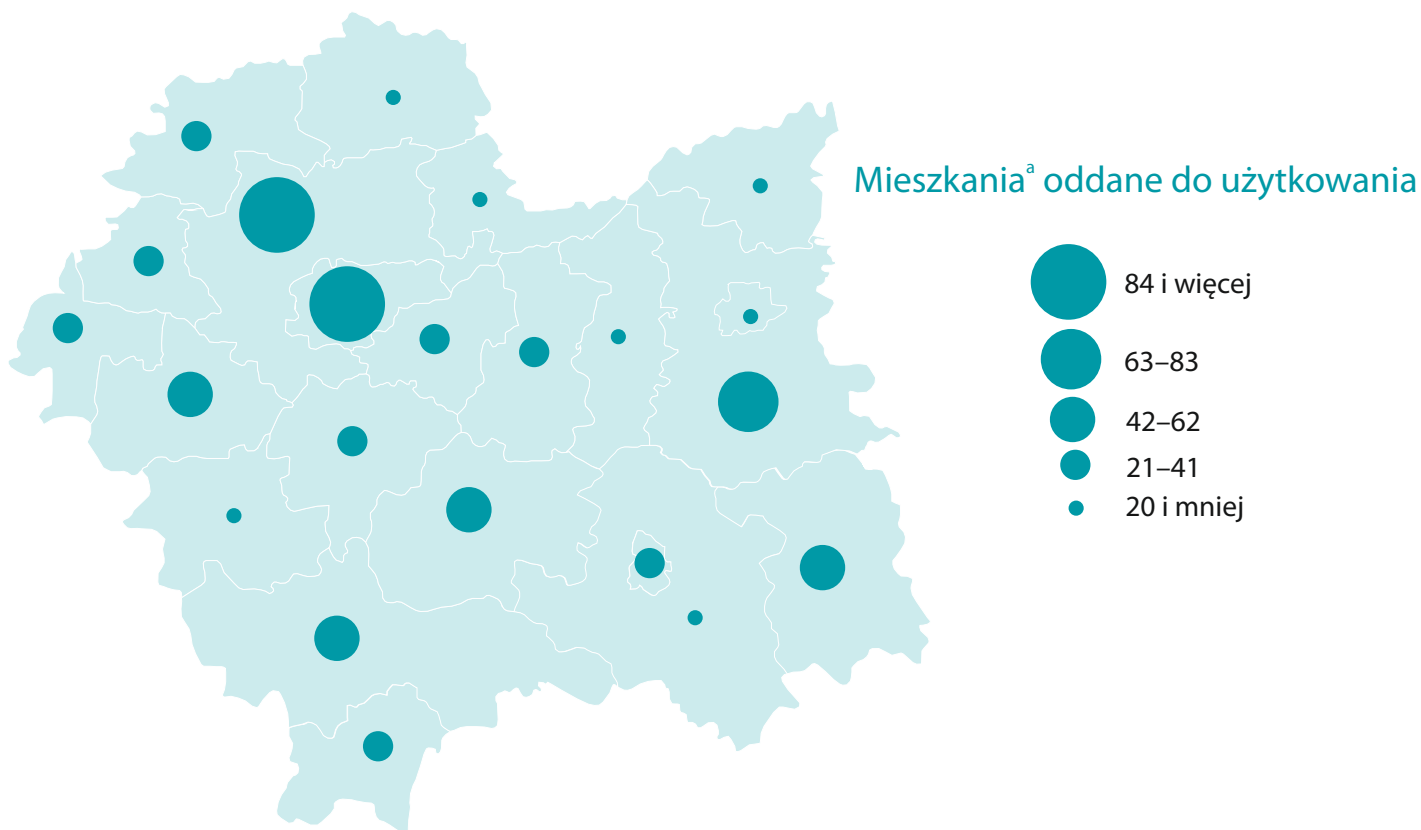 Mieszkaniaᵃ oddane do użytkowania
84 i więcej
63–83
42–62
21–41
20 i mniej